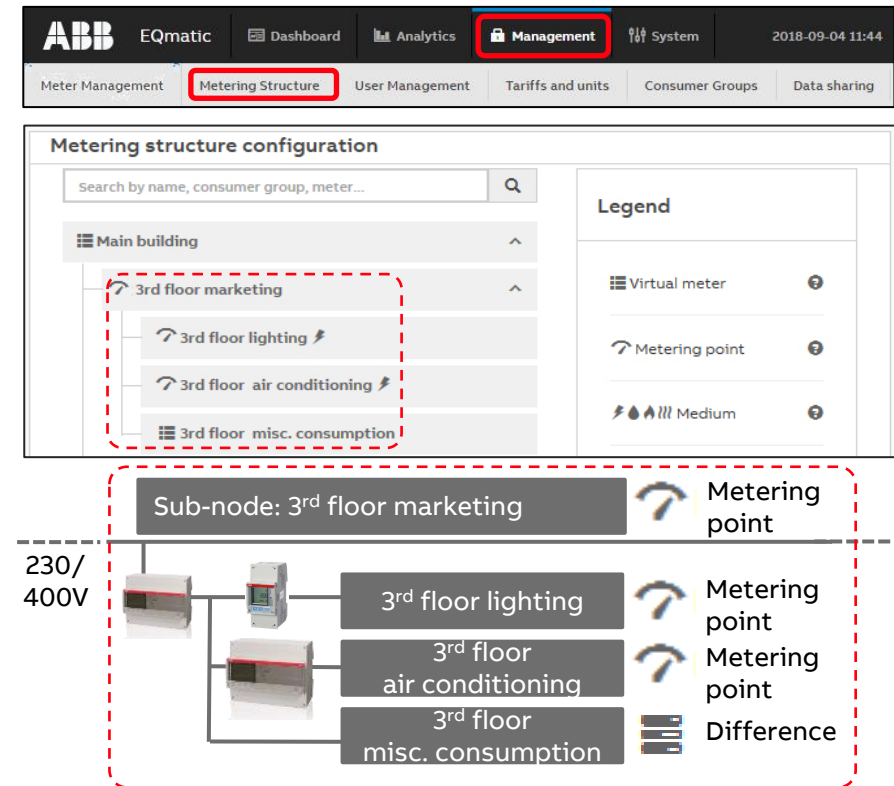 ABB EQmatic Dashboard Analytics Management System 2018-09-04 11:44
Meter Management Metering Structure User Management Tariffs and units Consumer Groups Data sharing
Metering structure configuration
Search by name, consumer group, meter...
Legend
Main building
3rd floor marketing
Virtual meter
3rd floor lighting
Metering point
3rd floor air conditioning
Medium
3rd floor misc. consumption
Sub-node: 3rd floor marketing
Metering
point
230/
400V
3rd floor lighting
Metering
point
3rd floor
air conditioning
Metering
point
3rd floor
misc. consumption
Difference